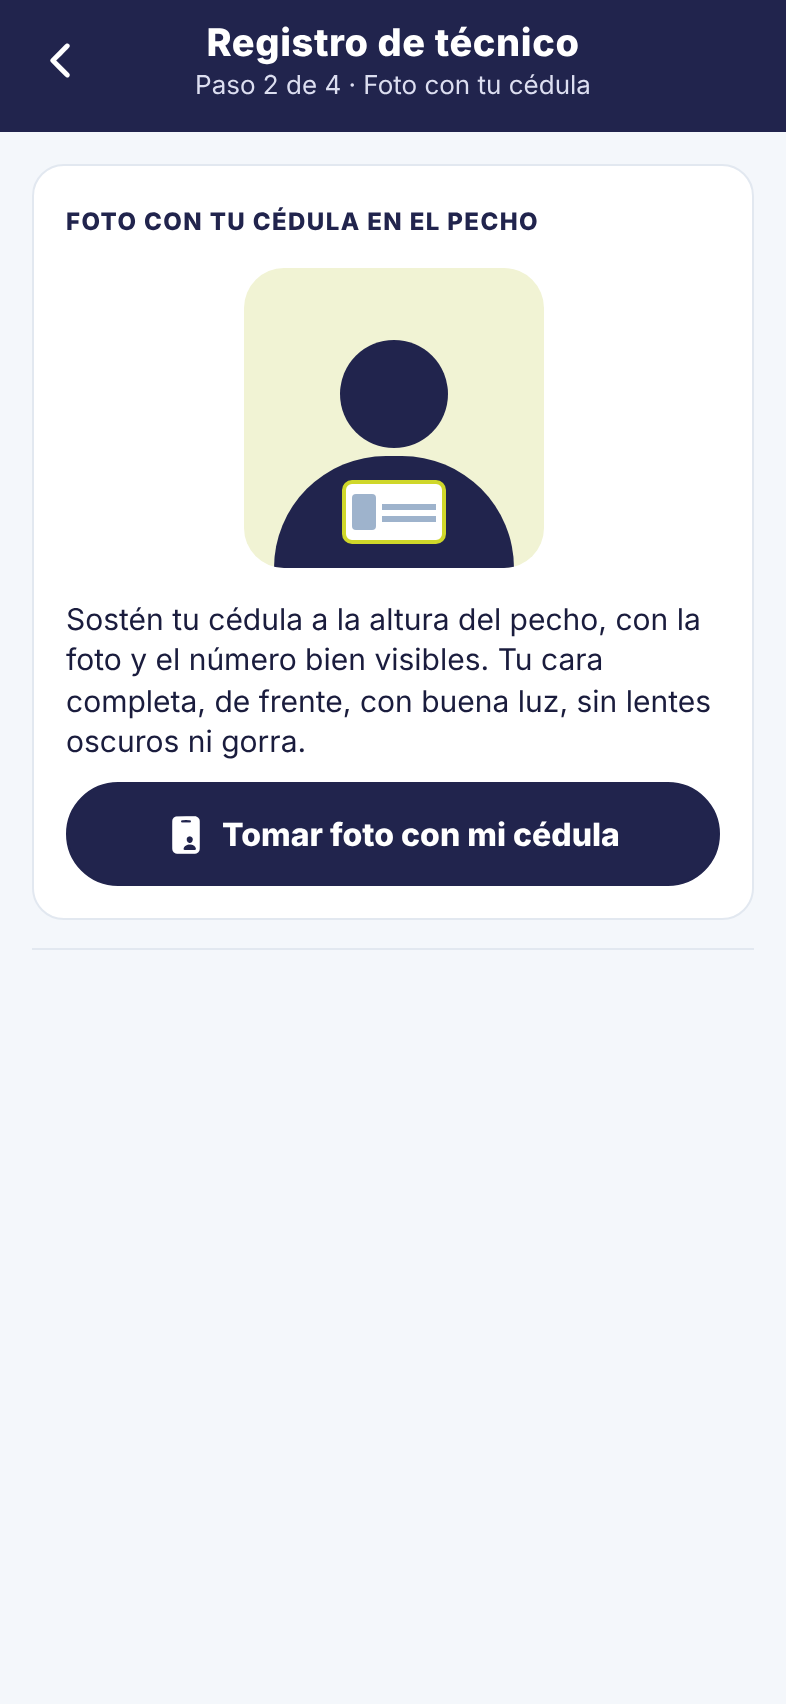 Registro de técnico
Paso 2 de 4 · Foto con tu cédula
FOTO CON TU CÉDULA EN EL PECHO
Sostén tu cédula a la altura del pecho, con la
foto y el número bien visibles. Tu cara
completa, de frente, con buena luz, sin lentes
oscuros ni gorra.
Tomar foto con mi cédula